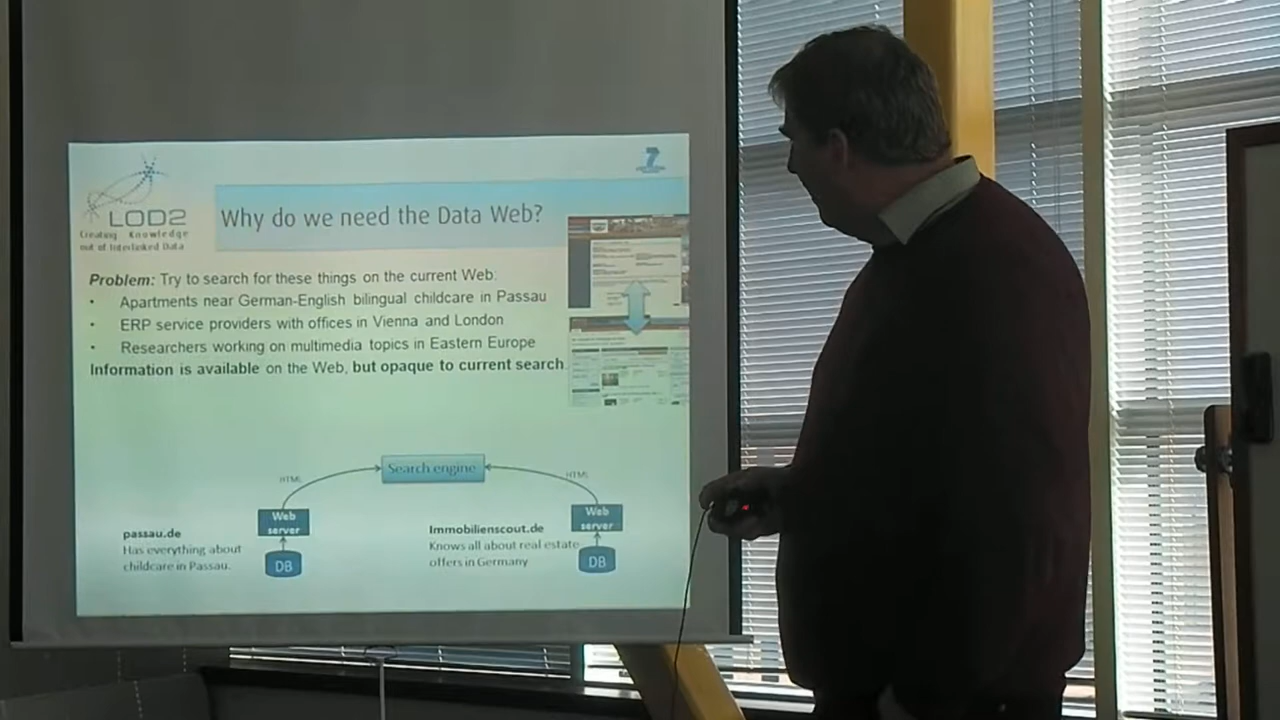 LOD2
Creating Knowledge
out of Interlinked Data
Why do we need the Data Web?
Problem: Try to search for these things on the current Web:
• Apartments near German-English bilingual childcare in Passau
• ERP service providers with offices in Vienna and London
• Researchers working on multimedia topics in Eastern Europe
Information is available on the Web, but opaque to current search
Search engine
HTML
HTML
Web
server
DB
passau.de
Has everything about
childcare in Passau.
Immobilienscout.de
Knows all about real estate
offers in Germany
Web
server
DB